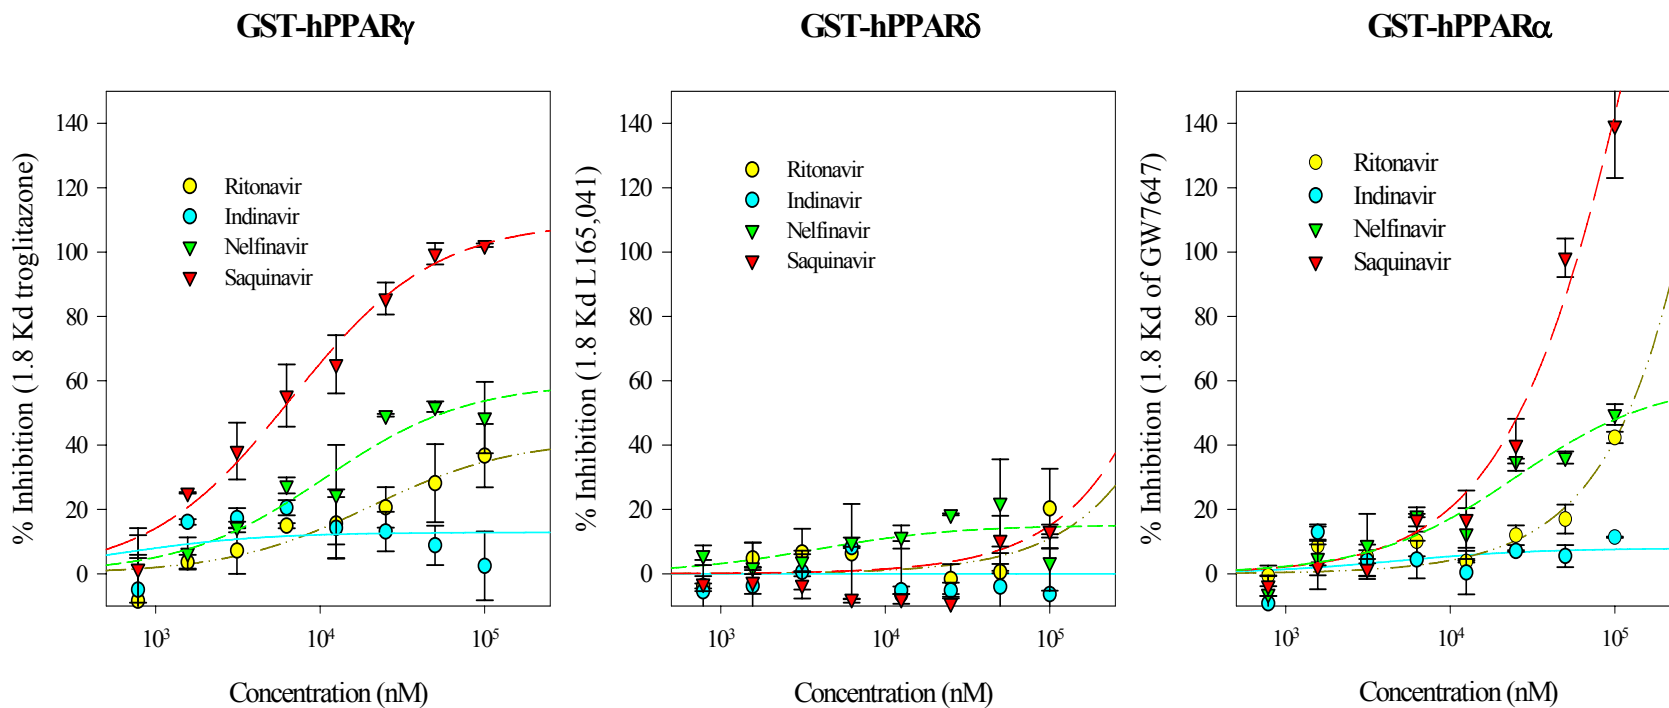 GST-hPPARγ
% Inhibition (1.8 Kd troglitazone)
140
120
100
80
60
40
20
0
Ritonavir
Indinavir
Nelfinavir
Saquinavir
10³
10⁴
10⁵
Concentration (nM)
GST-hPPARδ
% Inhibition (1.8 Kd L165,041)
140
120
100
80
60
40
20
0
Ritonavir
Indinavir
Nelfinavir
Saquinavir
10³
10⁴
10⁵
Concentration (nM)
GST-hPPARα
% Inhibition (1.8 Kd of GW7647)
140
120
100
80
60
40
20
0
Ritonavir
Indinavir
Nelfinavir
Saquinavir
10³
10⁴
10⁵
Concentration (nM)